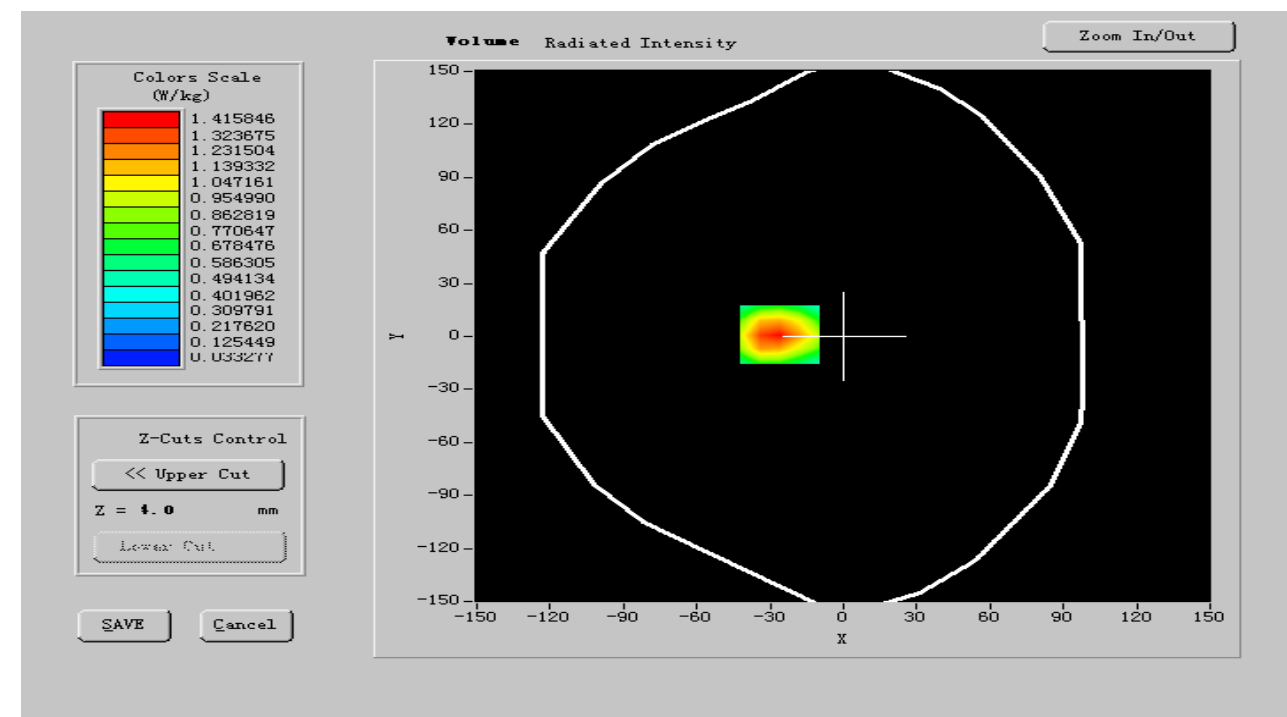 Volume Radiated Intensity
Zoom In/Out
Colors Scale
(W/kg)
1.415846
1.323675
1.231504
1.139332
1.047161
0.954990
0.862819
0.770647
0.678476
0.586305
0.494134
0.401962
0.309791
0.217620
0.125449
0.033277
Z-Cuts Control
<< Upper Cut
Z = 4.0 mm
Lower Cut
SAVE
Cancel
150
120
90
60
30
0
-30
-60
-90
-120
-150
Y
-150 -120 -90 -60 -30 0 30 60 90 120 150
X